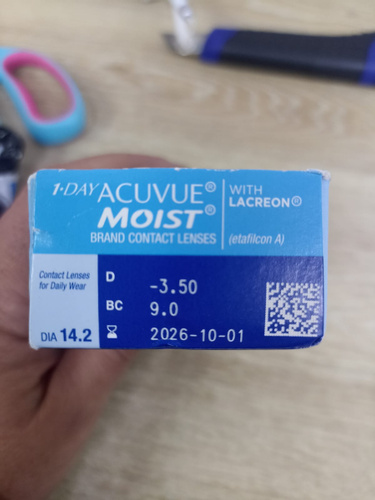 1·DAY ACUVUE® WITH
MOIST® LACREON®
BRAND CONTACT LENSES (etafilcon A)
Contact Lenses
for Daily Wear
D -3.50
BC 9.0
2026-10-01
DIA 14.2